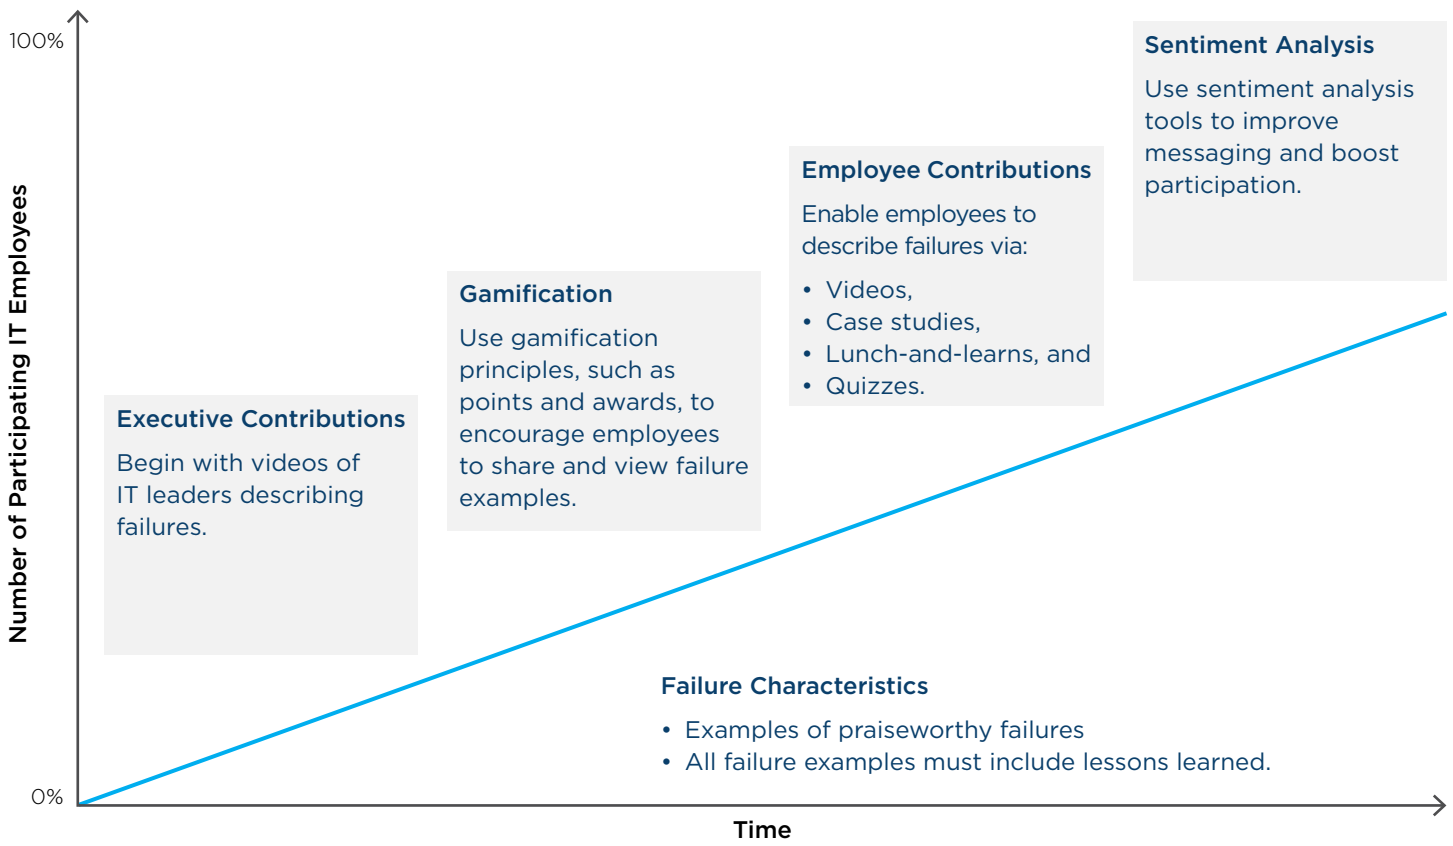 100%
Number of Participating IT Employees
0%
Executive Contributions
Begin with videos of
IT leaders describing
failures.
Gamification
Use gamification
principles, such as
points and awards, to
encourage employees
to share and view failure
examples.
Employee Contributions
Enable employees to
describe failures via:
• Videos,
• Case studies,
• Lunch-and-learns, and
• Quizzes.
Sentiment Analysis
Use sentiment analysis
tools to improve
messaging and boost
participation.
Failure Characteristics
• Examples of praiseworthy failures
• All failure examples must include lessons learned.
Time